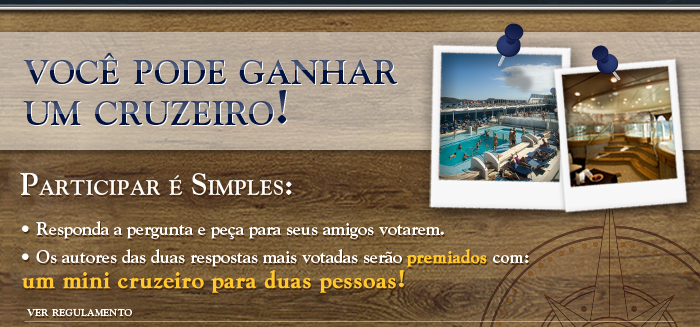 VOCÊ PODE GANHAR
UM CRUZEIRO!
PARTICIPAR É SIMPLES:
• Responda a pergunta e peça para seus amigos votarem.
• Os autores das duas respostas mais votadas serão premiados com:
um mini cruzeiro para duas pessoas!
VER REGULAMENTO